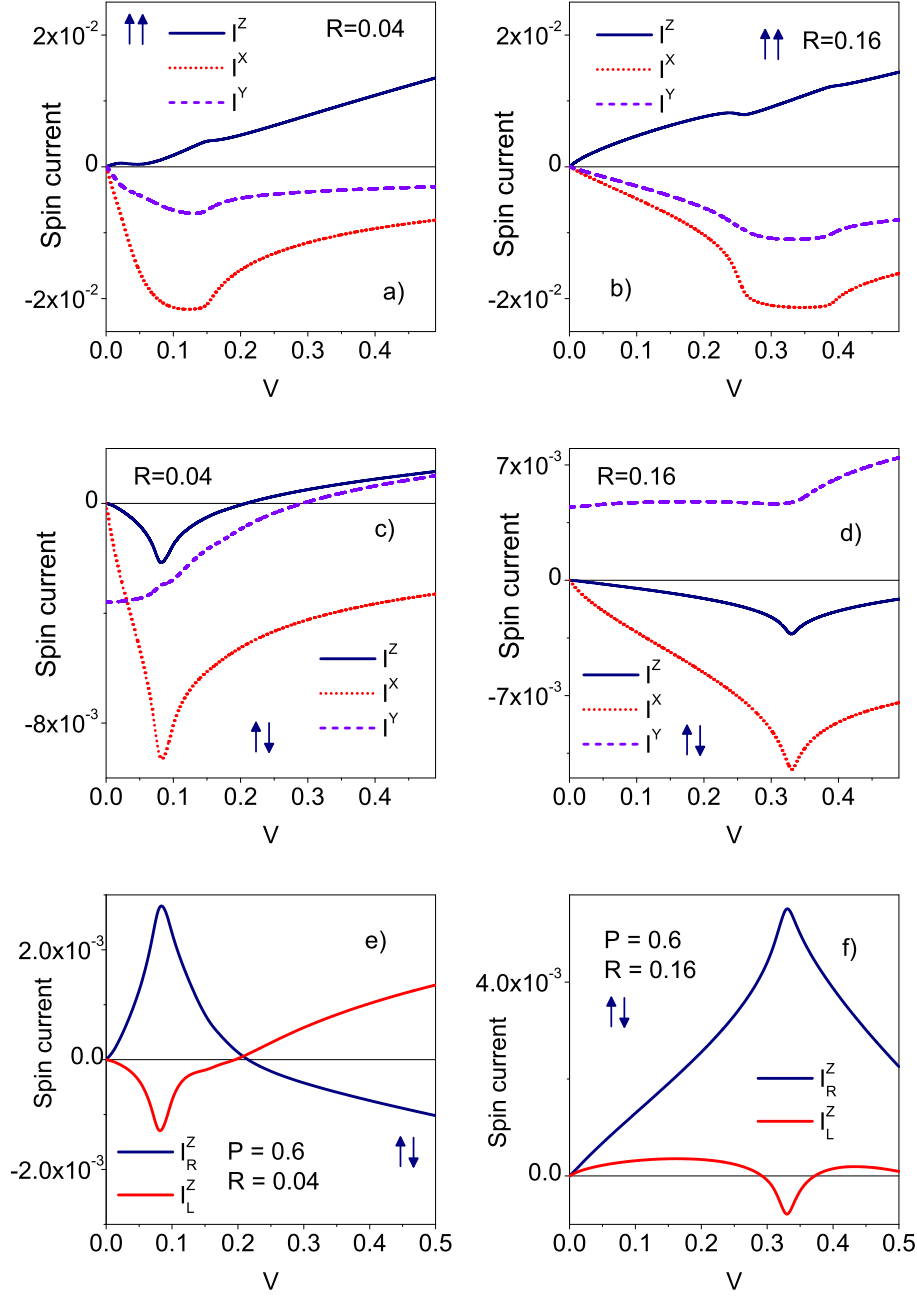 2x10⁻²
I^Z
I^X
I^Y
R=0.04
0
-2x10⁻²
a)
0.0 0.1 0.2 0.3 0.4
V
Spin current
2x10⁻²
I^Z
I^X
I^Y
R=0.16
0
-2x10⁻²
b)
0.0 0.1 0.2 0.3 0.4
V
Spin current
R=0.04
0
c)
I^Z
I^X
I^Y
-8x10⁻³
0.0 0.1 0.2 0.3 0.4
V
Spin current
7x10⁻³
R=0.16
d)
0
-7x10⁻³
I^Z
I^X
I^Y
0.0 0.1 0.2 0.3 0.4
V
Spin current
2.0x10⁻³
e)
0.0
-2.0x10⁻³
I_R^Z
I_L^Z
P = 0.6
R = 0.04
0.0 0.1 0.2 0.3 0.4 0.5
V
Spin current
P = 0.6
R = 0.16
f)
4.0x10⁻³
I_R^Z
I_L^Z
0.0
0.0 0.1 0.2 0.3 0.4 0.5
V
Spin current